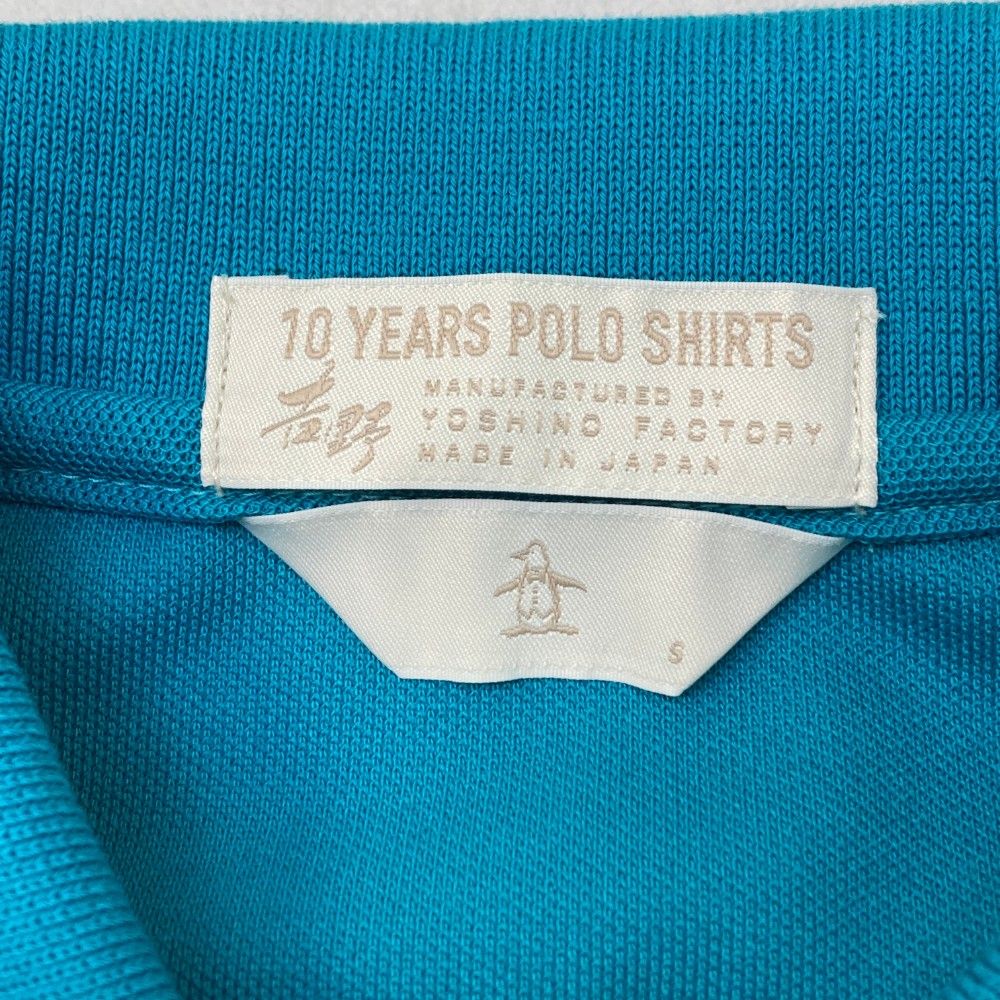 10 YEARS POLO SHIRTS
吉野
MANUFACTURED BY
YOSHINO FACTORY
MADE IN JAPAN
S